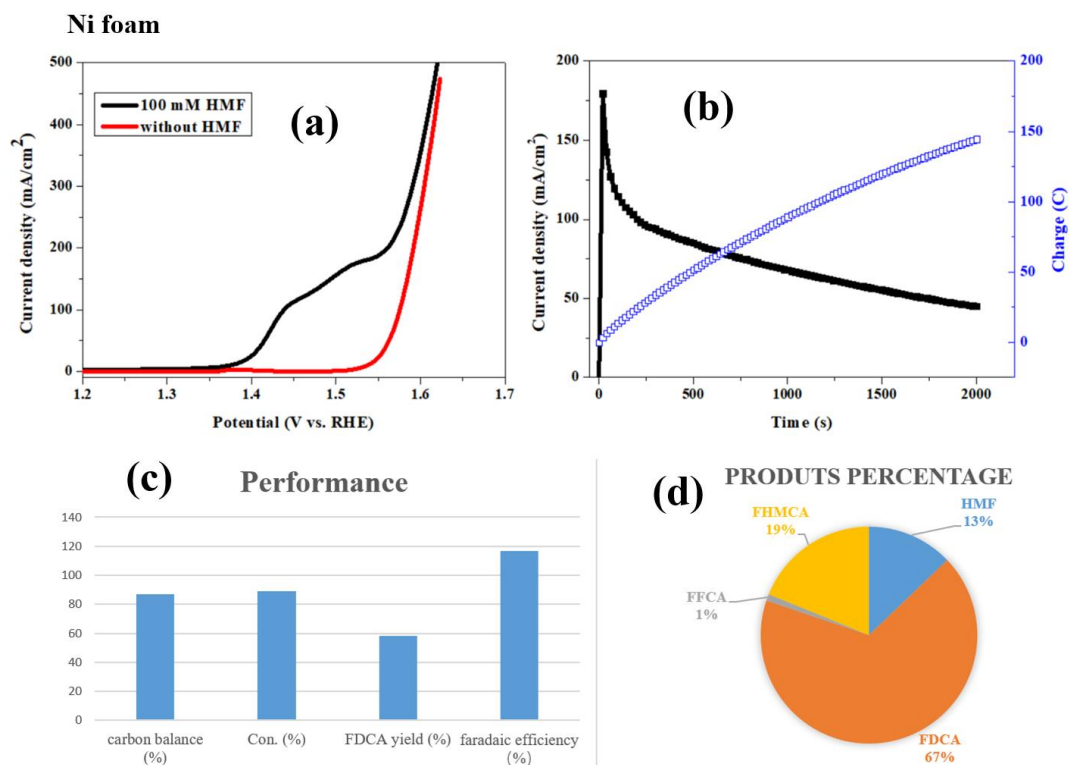 Ni foam
(a)
500
400
300
200
100
0
Current density (mA/cm²)
100 mM HMF
without HMF
1.2 1.3 1.4 1.5 1.6 1.7
Potential (V vs. RHE)
(b)
200
150
100
50
0
Current density (mA/cm²)
200
150
100
50
0
Charge (C)
0 500 1000 1500 2000
Time (s)
(c)
Performance
140
120
100
80
60
40
20
0
carbon balance Con. (%) FDCA yield (%) faradaic efficiency
(%) (%)
(d)
PRODUTS PERCENTAGE
FHMCA
19%
HMF
13%
FFCA
1%
FDCA
67%